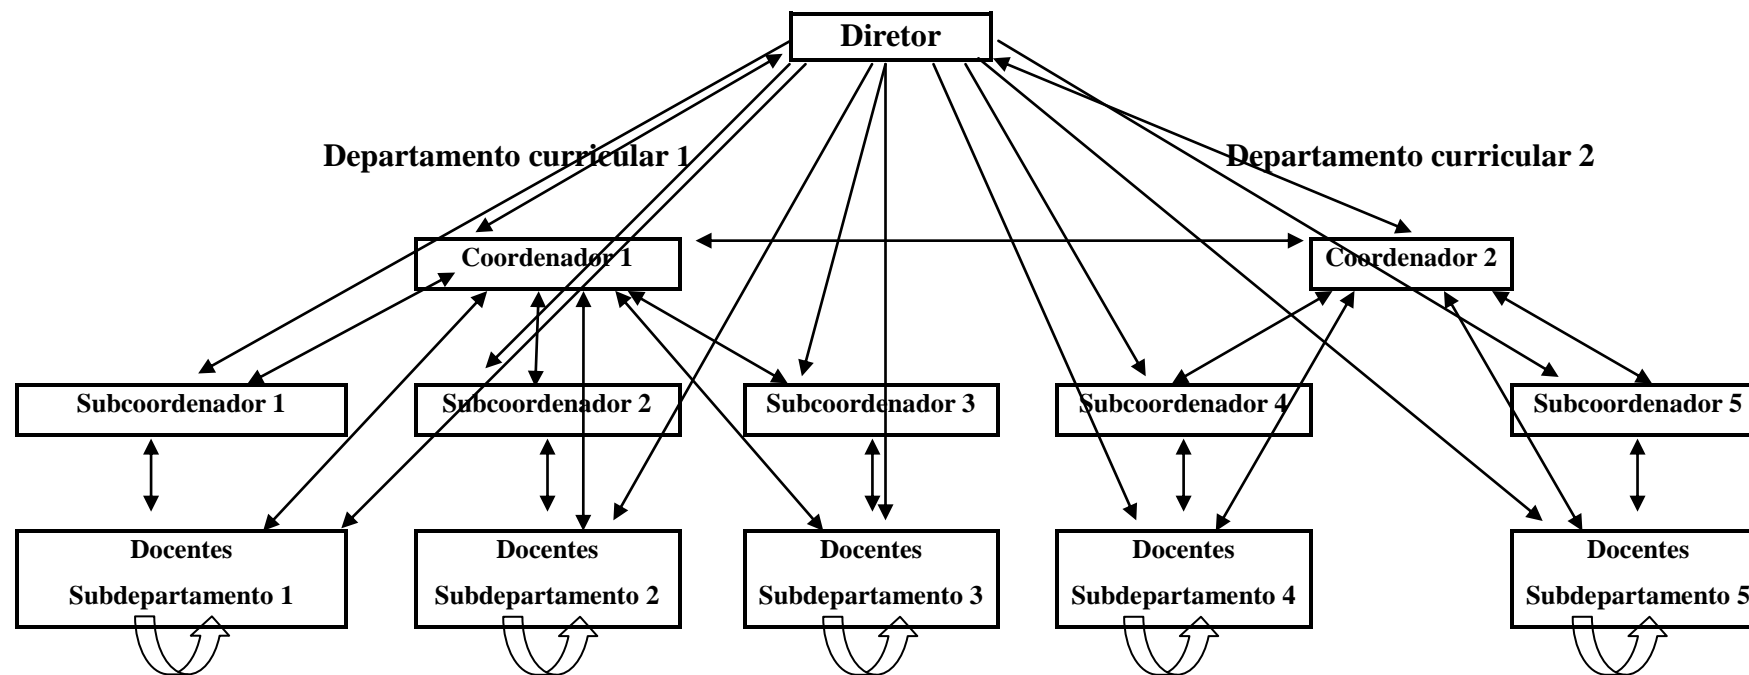 Diretor
Departamento curricular 1
Departamento curricular 2
Coordenador 1
Coordenador 2
Subcoordenador 1
Subcoordenador 2
Subcoordenador 3
Subcoordenador 4
Subcoordenador 5
Docentes
Subdepartamento 1
Docentes
Subdepartamento 2
Docentes
Subdepartamento 3
Docentes
Subdepartamento 4
Docentes
Subdepartamento 5